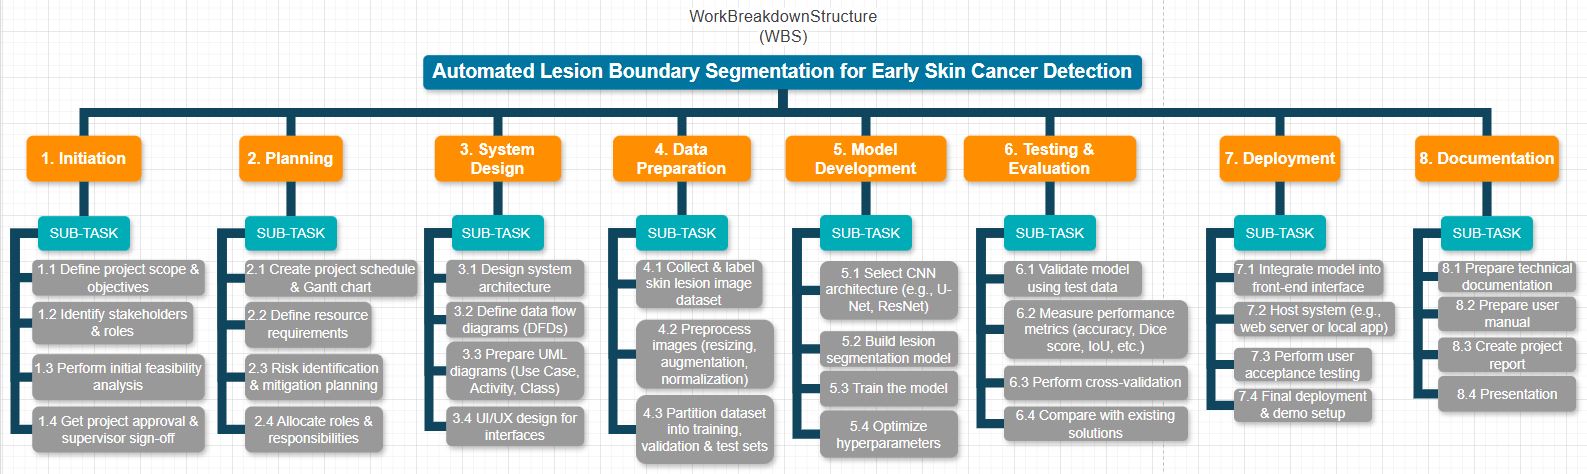 WorkBreakdownStructure
(WBS)
Automated Lesion Boundary Segmentation for Early Skin Cancer Detection
1. Initiation
SUB-TASK
1.1 Define project scope &
objectives
1.2 Identify stakeholders
& roles
1.3 Perform initial feasibility
analysis
1.4 Get project approval &
supervisor sign-off
2. Planning
SUB-TASK
2.1 Create project schedule
& Gantt chart
2.2 Define resource
requirements
2.3 Risk identification
& mitigation planning
2.4 Allocate roles &
responsibilities
3. System
Design
SUB-TASK
3.1 Design system
architecture
3.2 Define data flow
diagrams (DFDs)
3.3 Prepare UML
diagrams (Use Case,
Activity, Class)
3.4 UI/UX design for
interfaces
4. Data
Preparation
SUB-TASK
4.1 Collect & label
skin lesion image
dataset
4.2 Preprocess
images (resizing,
augmentation,
normalization)
4.3 Partition dataset
into training,
validation & test sets
5. Model
Development
SUB-TASK
5.1 Select CNN
architecture (e.g., U-
Net, ResNet)
5.2 Build lesion
segmentation model
5.3 Train the model
5.4 Optimize
hyperparameters
6. Testing &
Evaluation
SUB-TASK
6.1 Validate model
using test data
6.2 Measure performance
metrics (accuracy, Dice
score, IoU, etc.)
6.3 Perform cross-validation
6.4 Compare with existing
solutions
7. Deployment
SUB-TASK
7.1 Integrate model into
front-end interface
7.2 Host system (e.g.,
web server or local app)
7.3 Perform user
acceptance testing
7.4 Final deployment
& demo setup
8. Documentation
SUB-TASK
8.1 Prepare technical
documentation
8.2 Prepare user
manual
8.3 Create project
report
8.4 Presentation